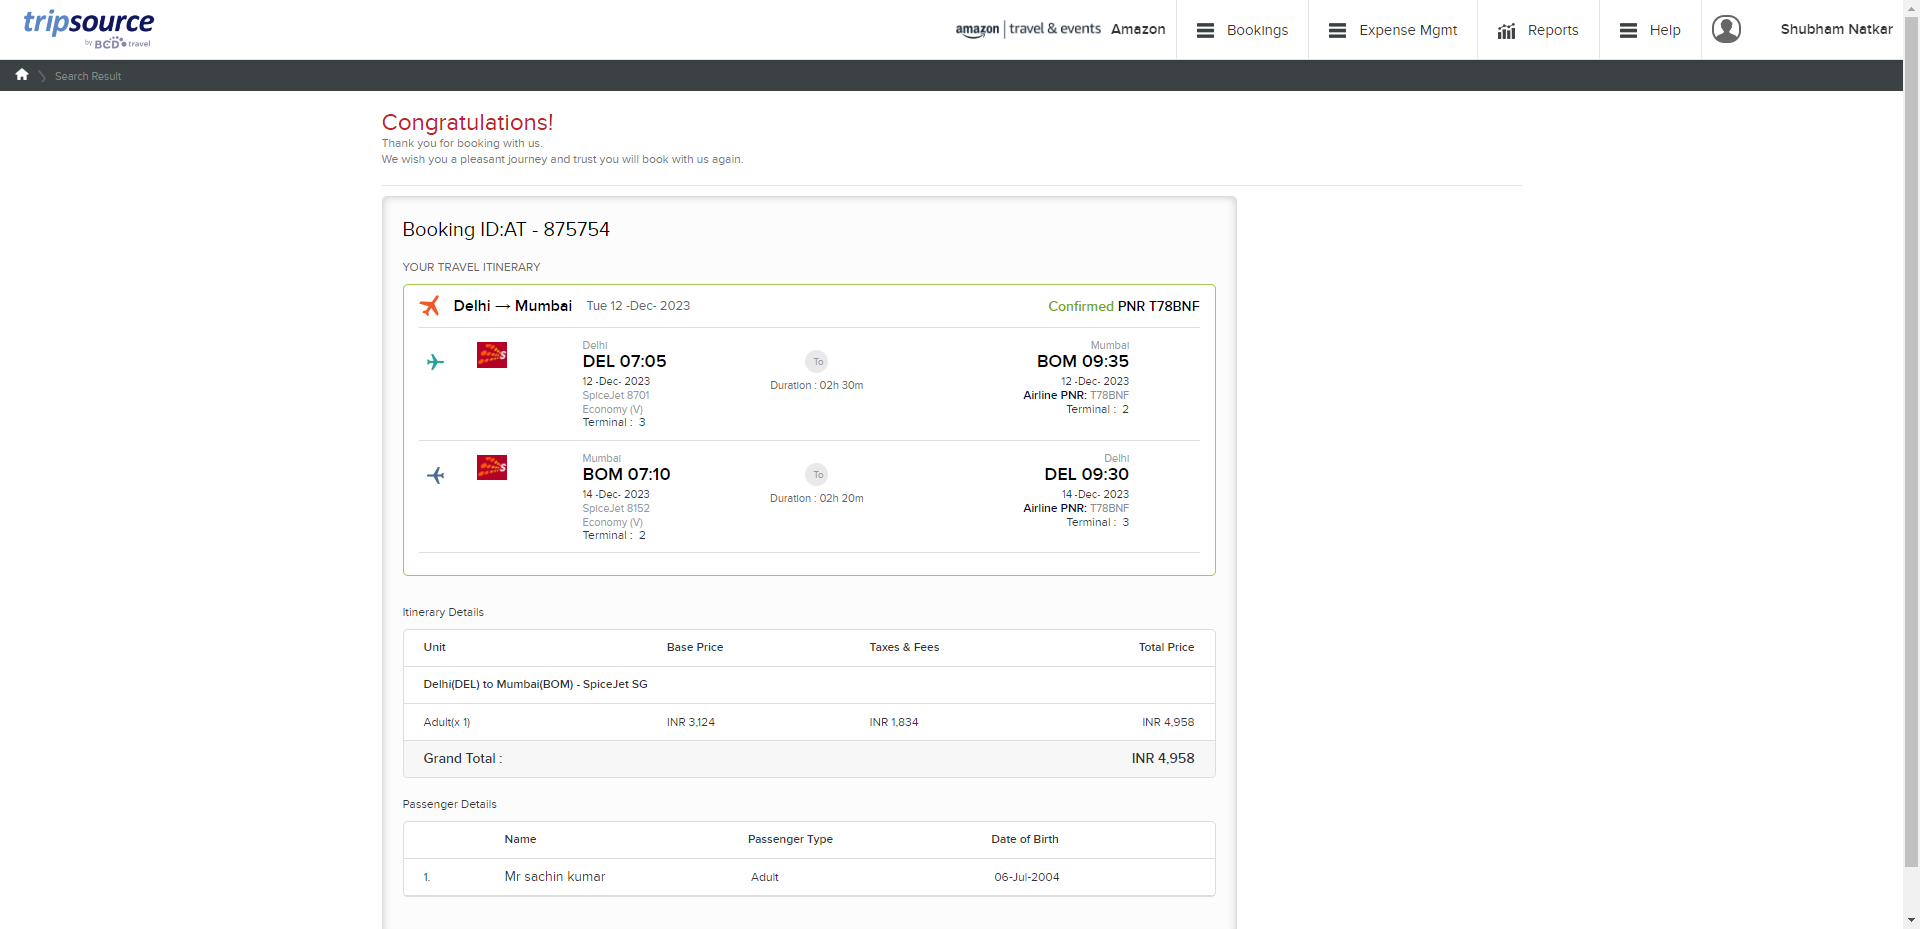 tripsource
by BCD travel
amazon | travel & events Amazon
Bookings
Expense Mgmt
Reports
Help
Shubham Natkar
Search Result
Congratulations!
Thank you for booking with us.
We wish you a pleasant journey and trust you will book with us again.
Booking ID:AT - 875754
YOUR TRAVEL ITINERARY
Delhi → Mumbai Tue 12 -Dec- 2023 Confirmed PNR T78BNF
Delhi
DEL 07:05
12 -Dec- 2023
SpiceJet 8701
Economy (V)
Terminal : 3
To
Duration : 02h 30m
Mumbai
BOM 09:35
12 -Dec- 2023
Airline PNR: T78BNF
Terminal : 2
Mumbai
BOM 07:10
14 -Dec- 2023
SpiceJet 8152
Economy (V)
Terminal : 2
To
Duration : 02h 20m
Delhi
DEL 09:30
14 -Dec- 2023
Airline PNR: T78BNF
Terminal : 3
Itinerary Details
Unit Base Price Taxes & Fees Total Price
Delhi(DEL) to Mumbai(BOM) - SpiceJet SG
Adult(x 1) INR 3,124 INR 1,834 INR 4,958
Grand Total : INR 4,958
Passenger Details
Name Passenger Type Date of Birth
1. Mr sachin kumar Adult 06-Jul-2004